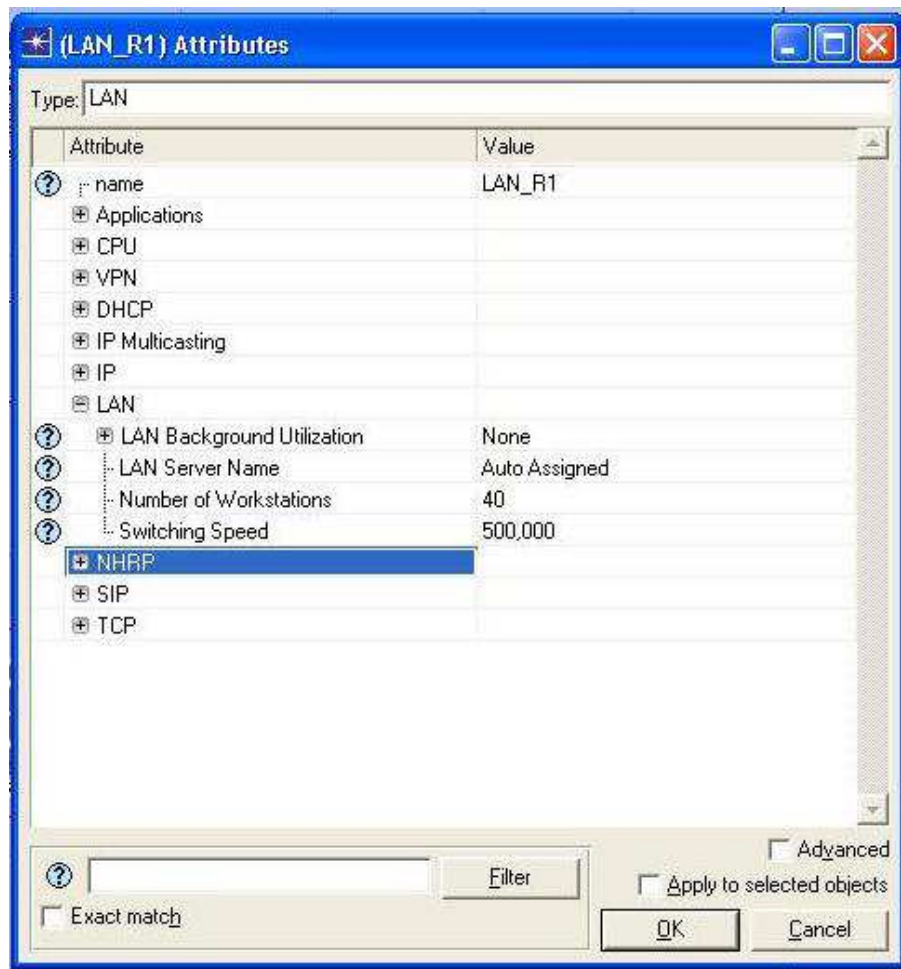 (LAN_R1) Attributes
Type: LAN
Attribute Value
name LAN_R1
Applications
CPU
VPN
DHCP
IP Multicasting
IP
LAN
LAN Background Utilization None
LAN Server Name Auto Assigned
Number of Workstations 40
Switching Speed 500,000
NHRP
SIP
TCP
Advanced
Filter
Apply to selected objects
Exact match
OK Cancel